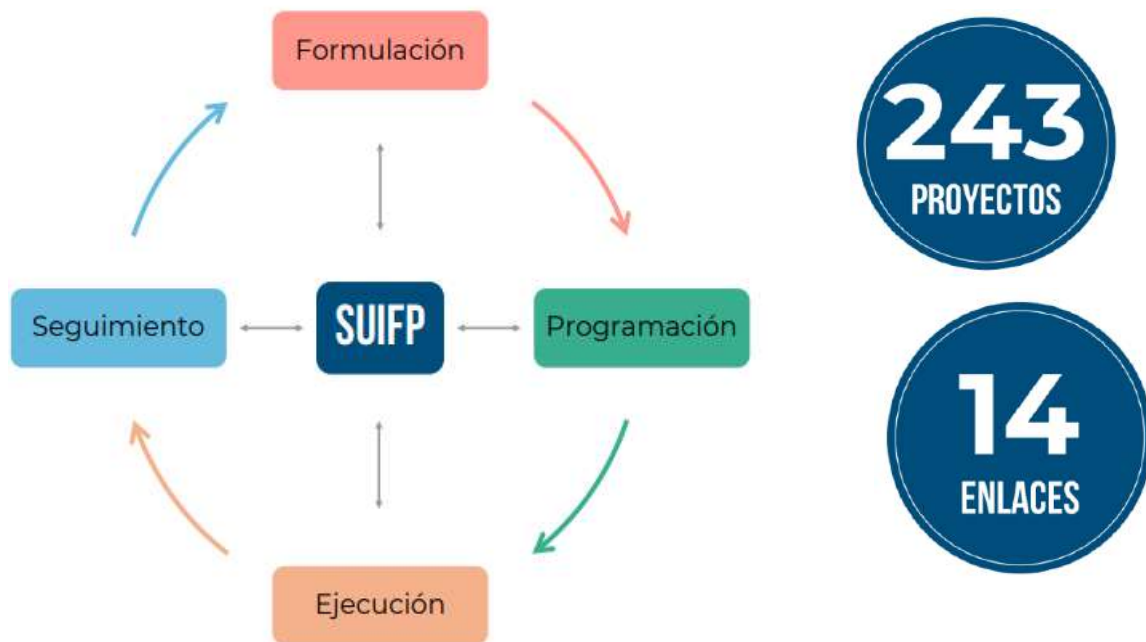 Formulación
Seguimiento
SUIFP
Programación
Ejecución
243
PROYECTOS
14
ENLACES